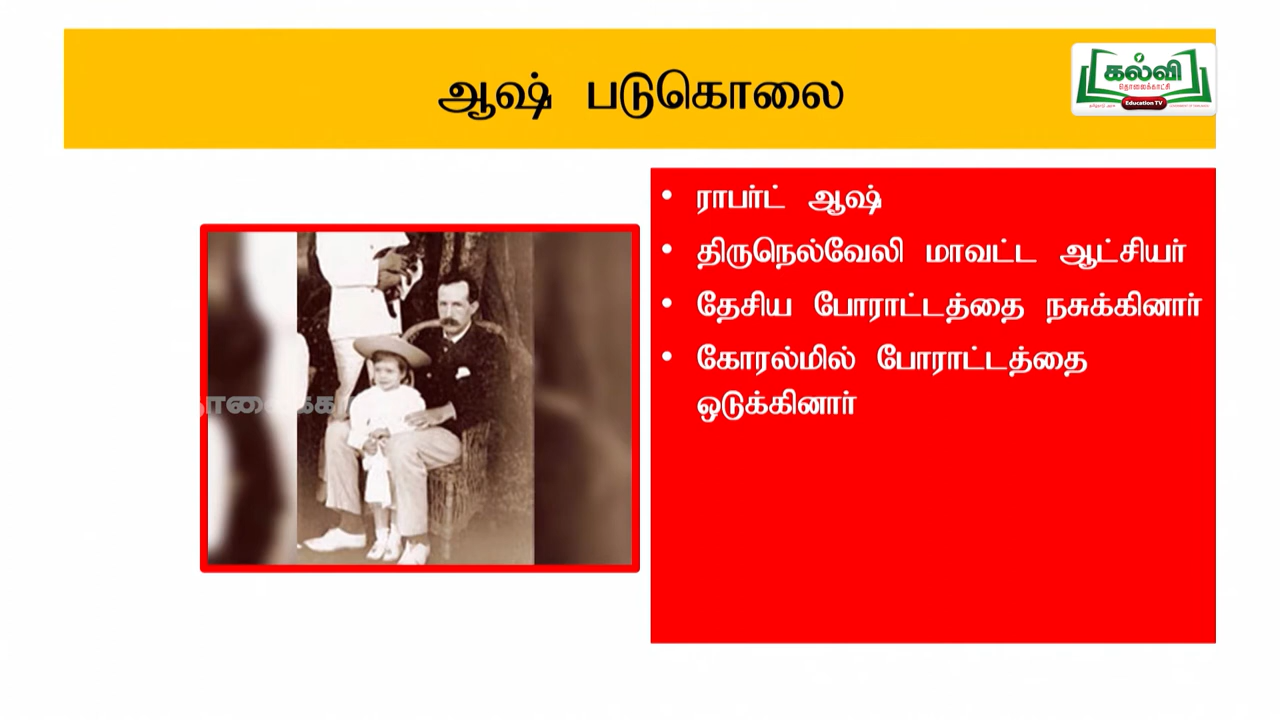 ஆஷ் படுகொலை
கல்வி
தொலைக்காட்சி
Education TV
• ராபர்ட் ஆஷ்
• திருநெல்வேலி மாவட்ட ஆட்சியர்
• தேசிய போராட்டத்தை நசுக்கினார்
• கோரல்மில் போராட்டத்தை
ஒடுக்கினார்